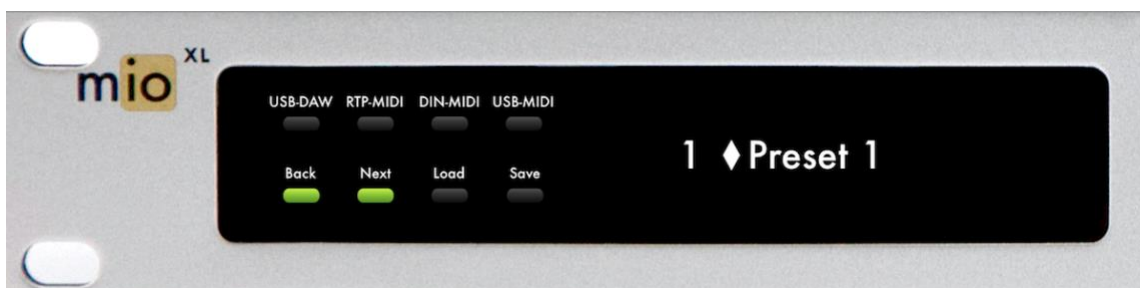 mio XL
USB-DAW RTP-MIDI DIN-MIDI USB-MIDI
Back Next Load Save
1 ♦ Preset 1